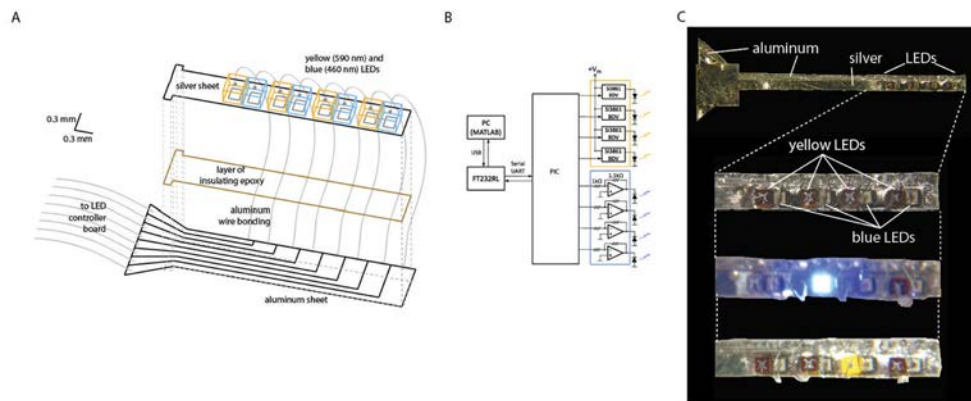 A
yellow (590 nm) and
blue (460 nm) LEDs
silver sheet
0.3 mm
0.3 mm
layer of
insulating epoxy
to LED
controller
board
aluminum
wire bonding
aluminum sheet
B
PC
(MATLAB)
USB
FT232RL
Serial
UART
PIC
1kΩ
C
aluminum
silver
LEDs
yellow LEDs
blue LEDs